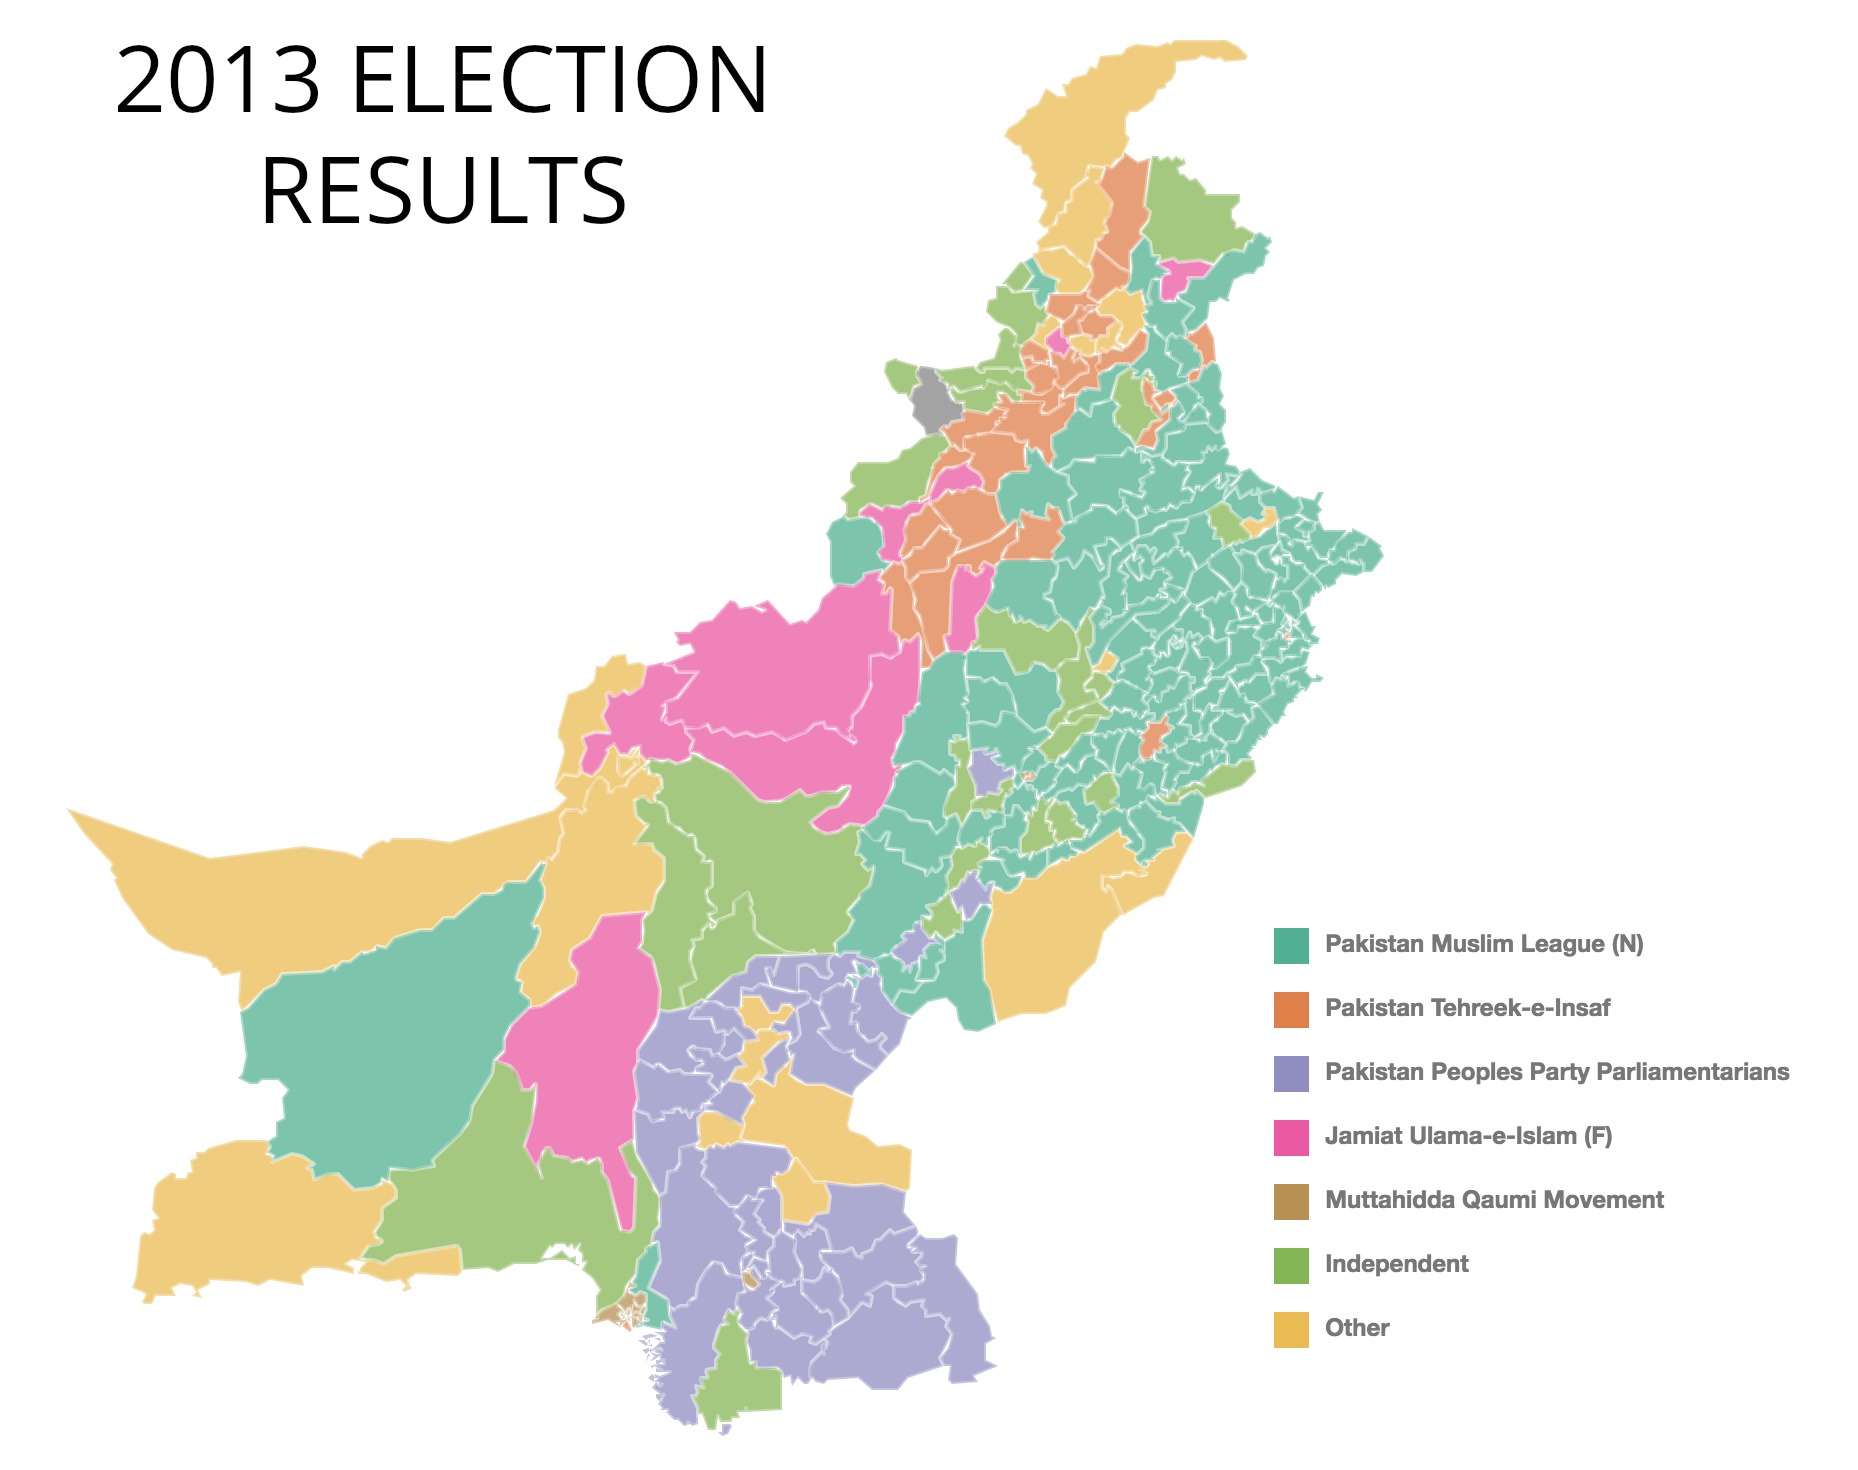 2013 ELECTION
RESULTS
Pakistan Muslim League (N)
Pakistan Tehreek-e-Insaf
Pakistan Peoples Party Parliamentarians
Jamiat Ulama-e-Islam (F)
Muttahidda Qaumi Movement
Independent
Other